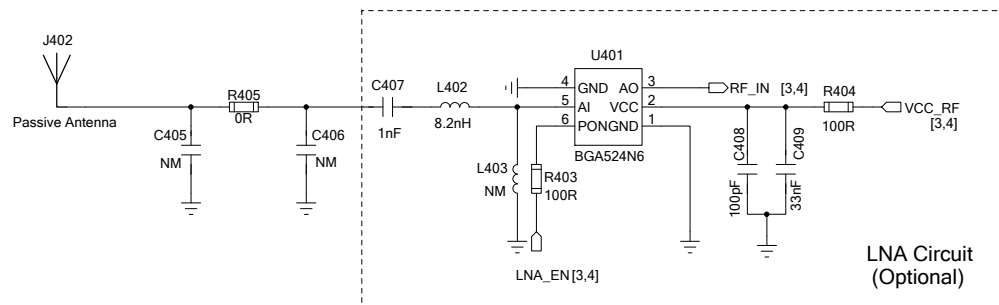 J402
Passive Antenna
R405
0R
C405
NM
C406
NM
C407
1nF
L402
8.2nH
L403
NM
R403
100R
LNA_EN [3,4]
U401
4 GND AO 3
5 AI VCC 2
6 PON GND 1
BGA524N6
RF_IN [3,4]
R404
100R
VCC_RF
[3,4]
C408
100pF
C409
33nF
LNA Circuit
(Optional)